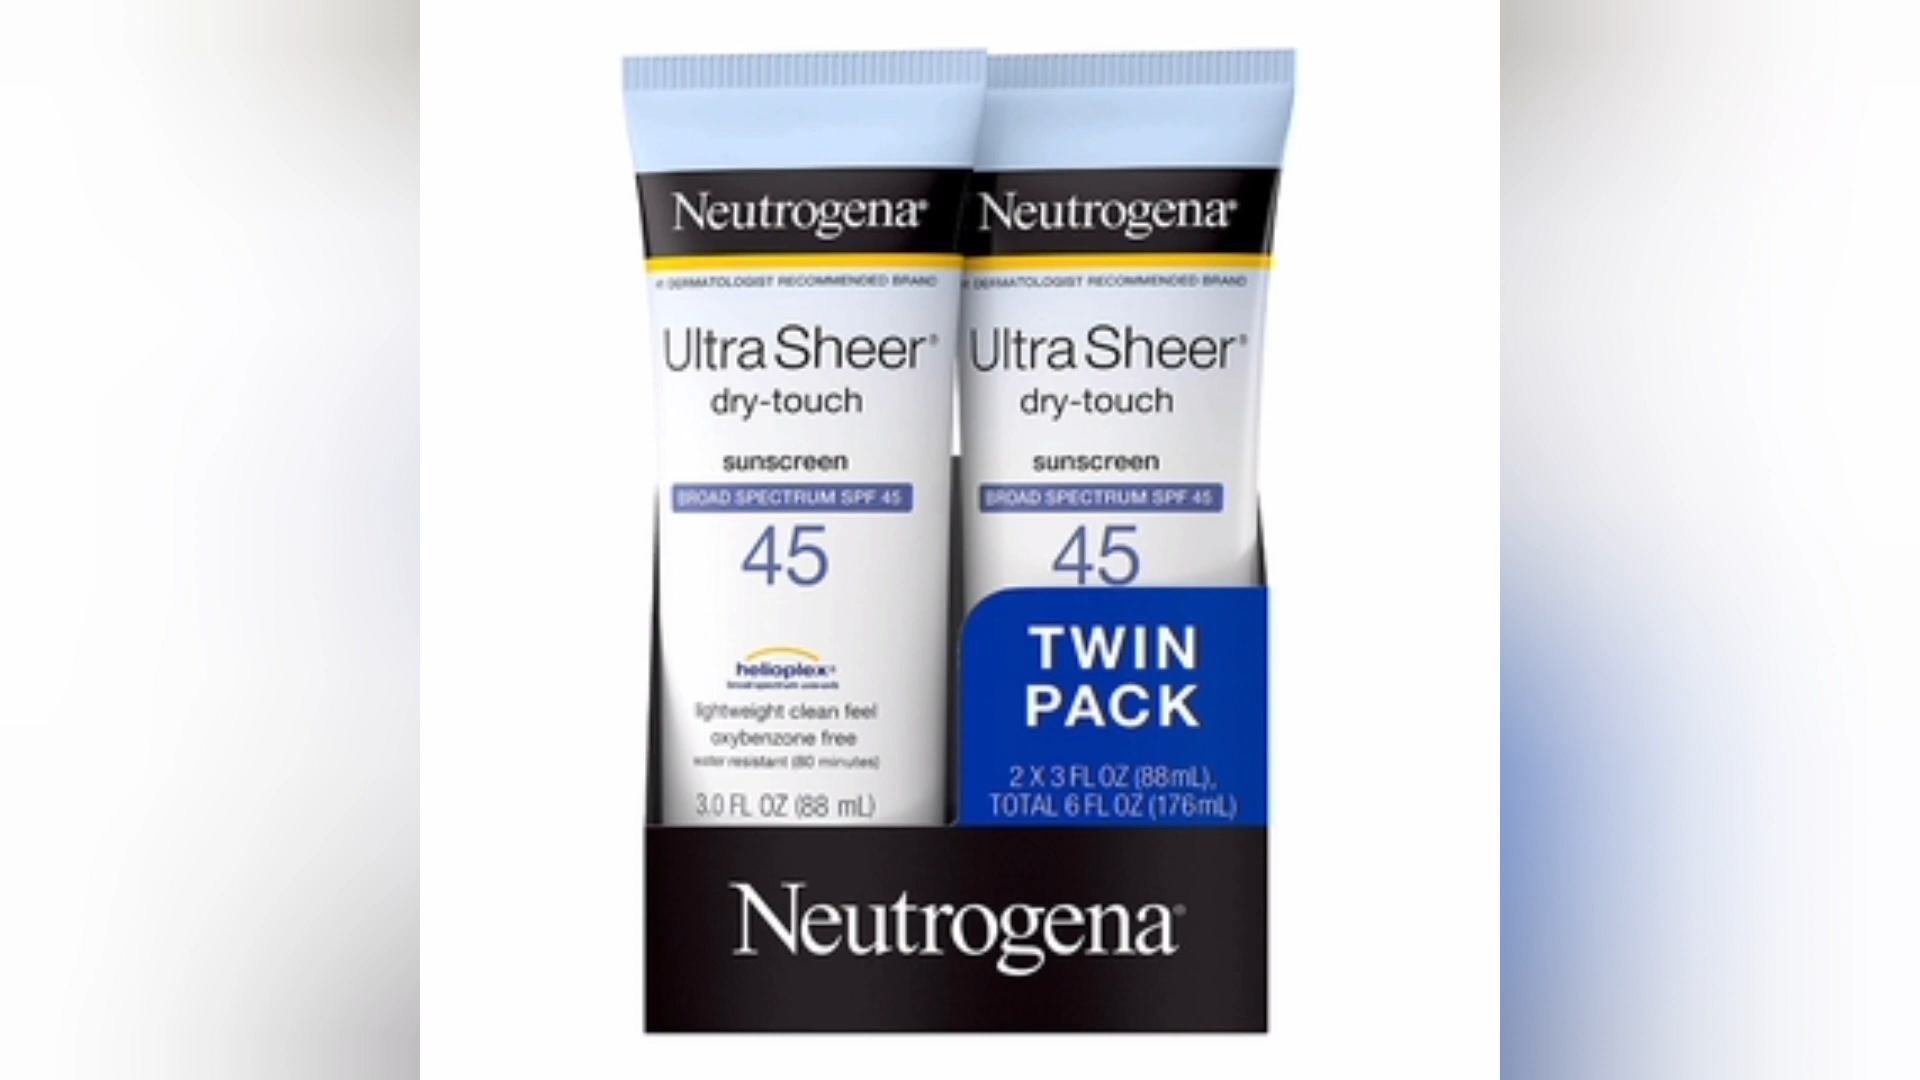 Neutrogena®
#1 DERMATOLOGIST RECOMMENDED BRAND
Ultra Sheer®
dry-touch
sunscreen
BROAD SPECTRUM SPF 45
45
helioplex®
lightweight clean feel
oxybenzone free
water resistant (80 minutes)
3.0 FL OZ (88 mL)
Neutrogena®
#1 DERMATOLOGIST RECOMMENDED BRAND
Ultra Sheer®
dry-touch
sunscreen
BROAD SPECTRUM SPF 45
45
TWIN
PACK
2 X 3 FL OZ (88mL),
TOTAL 6 FL OZ (176mL)
Neutrogena®